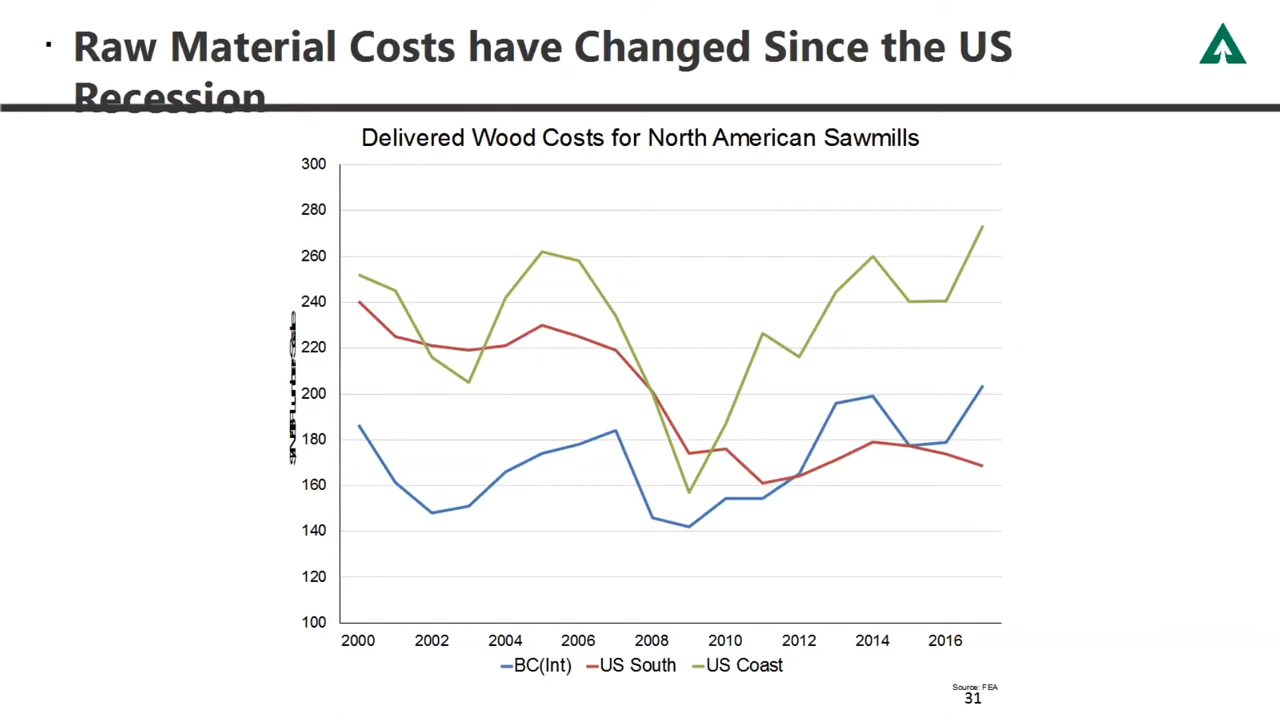 · Raw Material Costs have Changed Since the US
Recession
Delivered Wood Costs for North American Sawmills
300
280
260
240
220
200
180
160
140
120
100
2000 2002 2004 2006 2008 2010 2012 2014 2016
BC(Int) US South US Coast
Source: FEA
31